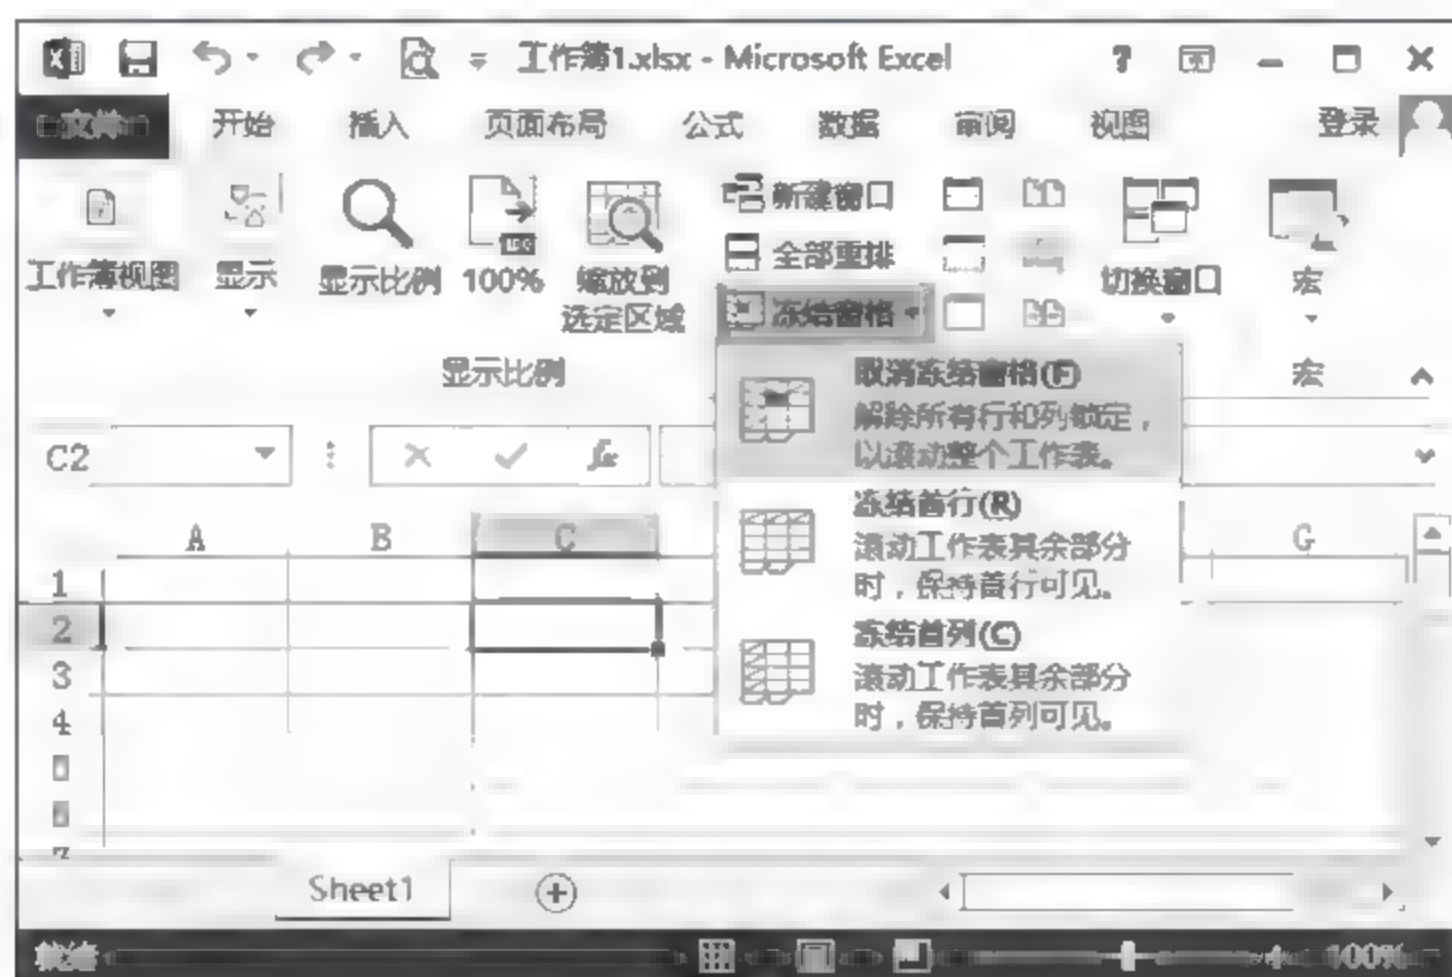 工作簿1.xlsx - Microsoft Excel
文件 开始 插入 页面布局 公式 数据 审阅 视图 登录
工作簿视图 显示 显示比例 100% 缩放到选定区域
新建窗口
全部重排
冻结窗格
切换窗口 宏
显示比例 宏
取消冻结窗格(F)
解除所有行和列锁定，
以滚动整个工作表。
C2 fx
冻结首行(R)
滚动工作表其余部分
时，保持首行可见。
冻结首列(C)
滚动工作表其余部分
时，保持首列可见。
A B C G
1
2
3
4
7
Sheet1
就绪 100%